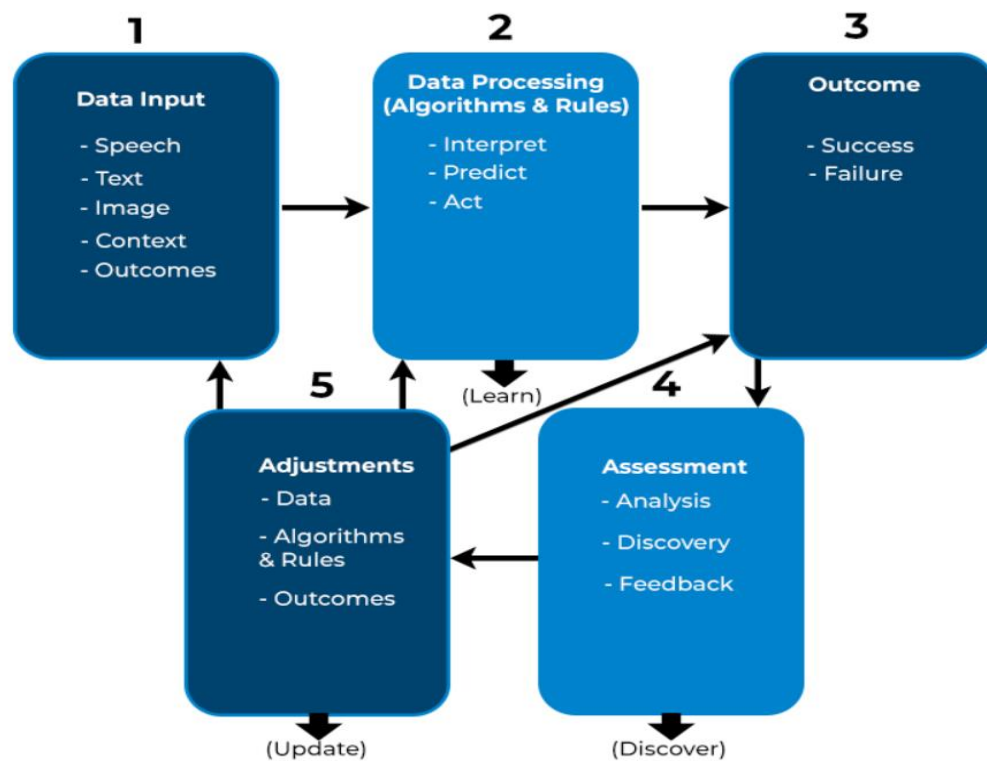 1
Data Input
- Speech
- Text
- Image
- Context
- Outcomes
2
Data Processing
(Algorithms & Rules)
- Interpret
- Predict
- Act
(Learn)
3
Outcome
- Success
- Failure
4
Assessment
- Analysis
- Discovery
- Feedback
(Discover)
5
Adjustments
- Data
- Algorithms
& Rules
- Outcomes
(Update)